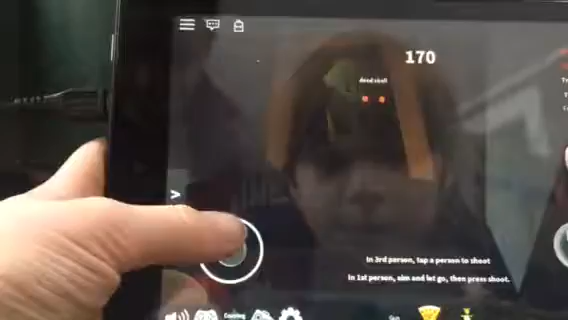 170
dead skull
In 3rd person, tap a person to shoot
In 1st person, aim and let go, then press shoot.